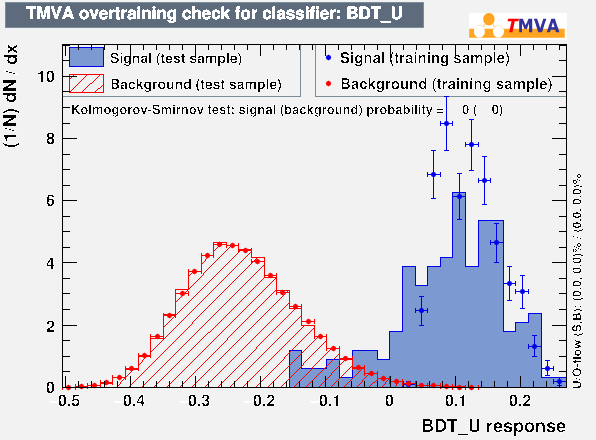 TMVA overtraining check for classifier: BDT_U
TMVA
Signal (test sample)
Background (test sample)
Signal (training sample)
Background (training sample)
Kolmogorov-Smirnov test: signal (background) probability = 0 ( 0)
(1/N) dN / dx
10
8
6
4
2
0
-0.5 -0.4 -0.3 -0.2 -0.1 0 0.1 0.2
BDT_U response
U/O-flow (S,B): (0.0, 0.0)% / (0.0, 0.0)%